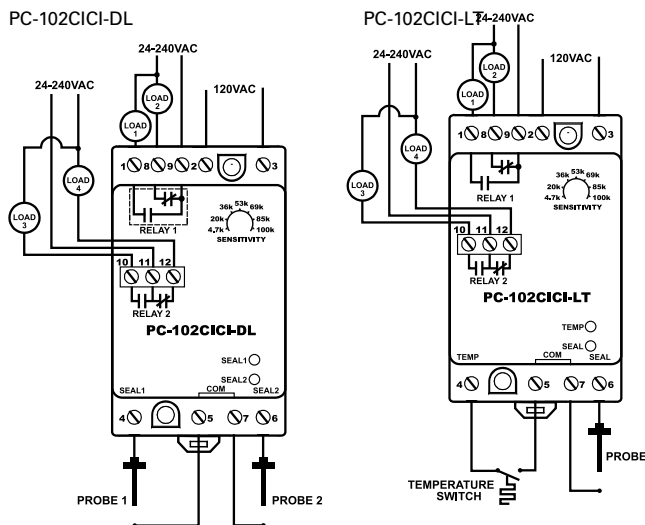 PC-102CICI-DL
24-240VAC
24-240VAC
120VAC
LOAD 1
LOAD 2
LOAD 3
LOAD 4
1 8 9 2 3
RELAY 1
36k 53k 69k
20k 85k
4.7k 100k
SENSITIVITY
10 11 12
RELAY 2
PC-102CICI-DL
SEAL1
SEAL2
SEAL1 COM SEAL2
4 5 7 6
PROBE 1
PROBE 2
PC-102CICI-LT
24-240VAC
24-240VAC
120VAC
LOAD 1
LOAD 2
LOAD 3
LOAD 4
1 8 9 2 3
RELAY 1
36k 53k 69k
20k 85k
4.7k 100k
SENSITIVITY
10 11 12
RELAY 2
PC-102CICI-LT
TEMP
SEAL
TEMP COM SEAL
4 5 7 6
PROBE
TEMPERATURE
SWITCH